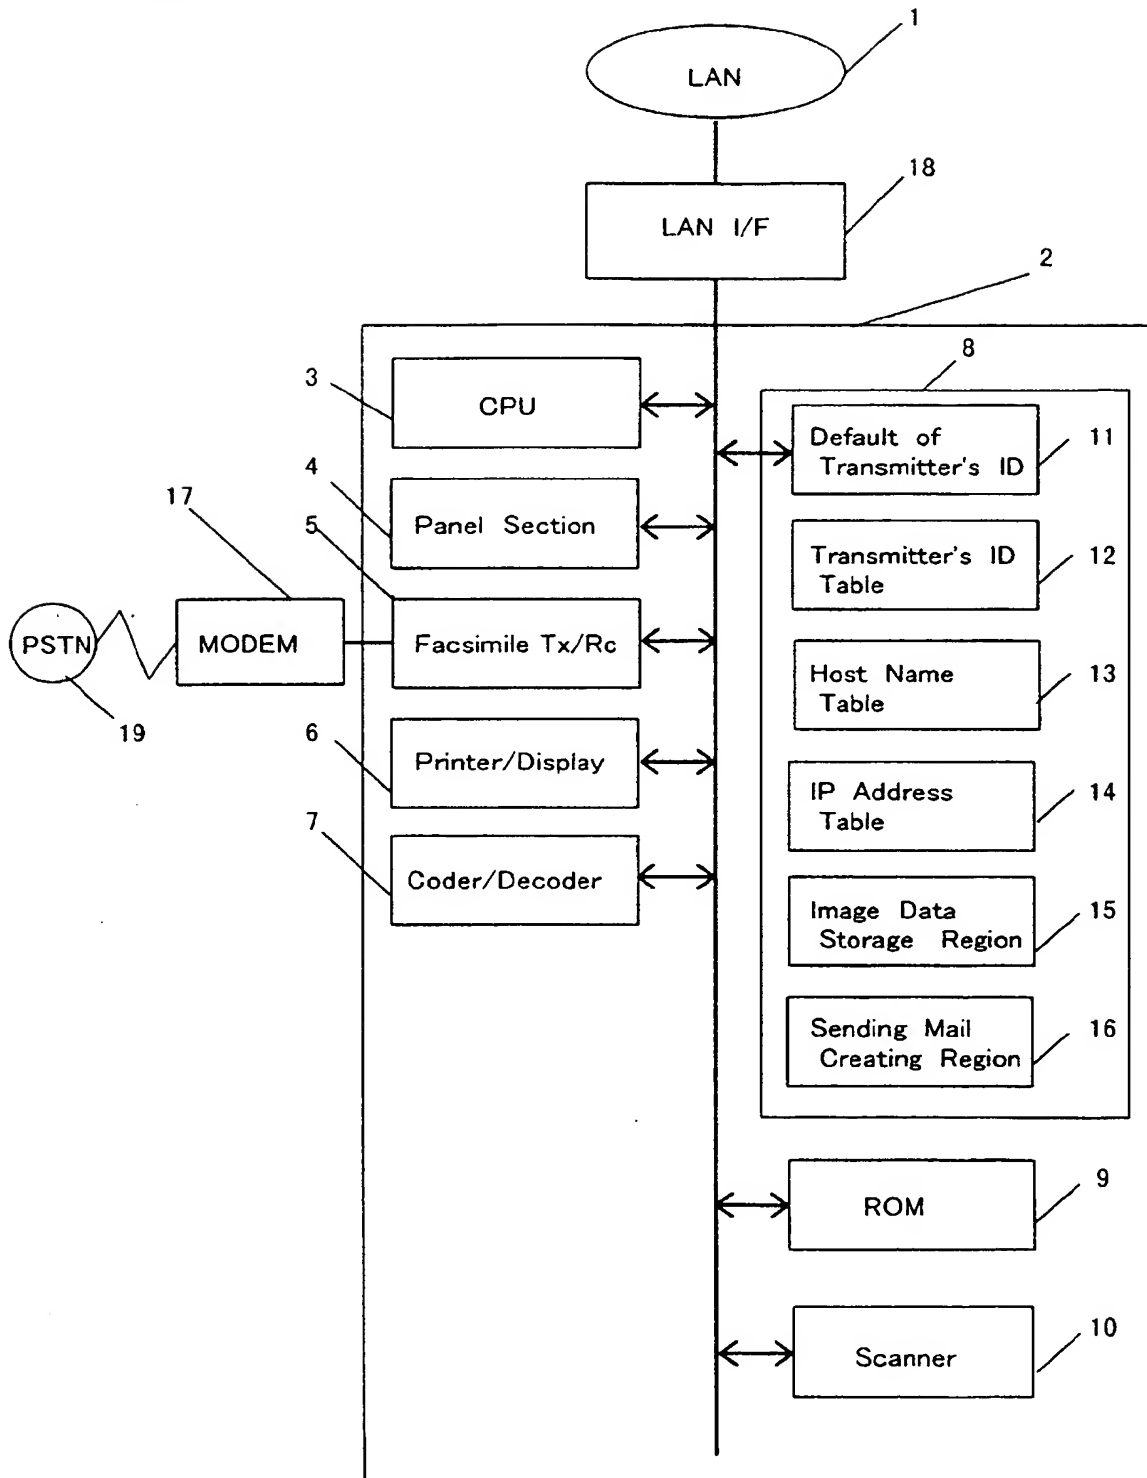 1
LAN
18
LAN I/F
2
8
3
CPU
Default of
Transmitter's ID
11
4
Panel Section
Transmitter's ID
Table
12
17
5
PSTN
MODEM
Facsimile Tx/Rc
Host Name
Table
13
19
6
Printer/Display
IP Address
Table
14
7
Coder/Decoder
Image Data
Storage Region
15
Sending Mail
Creating Region
16
ROM
9
Scanner
10